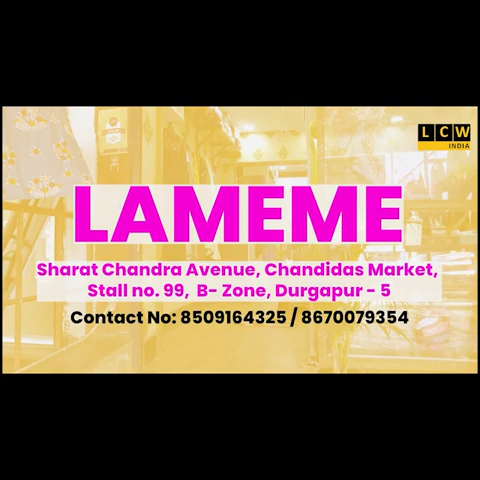 LCW
INDIA
LAMEME
Sharat Chandra Avenue, Chandidas Market,
Stall no. 99, B- Zone, Durgapur - 5
Contact No: 8509164325 / 8670079354